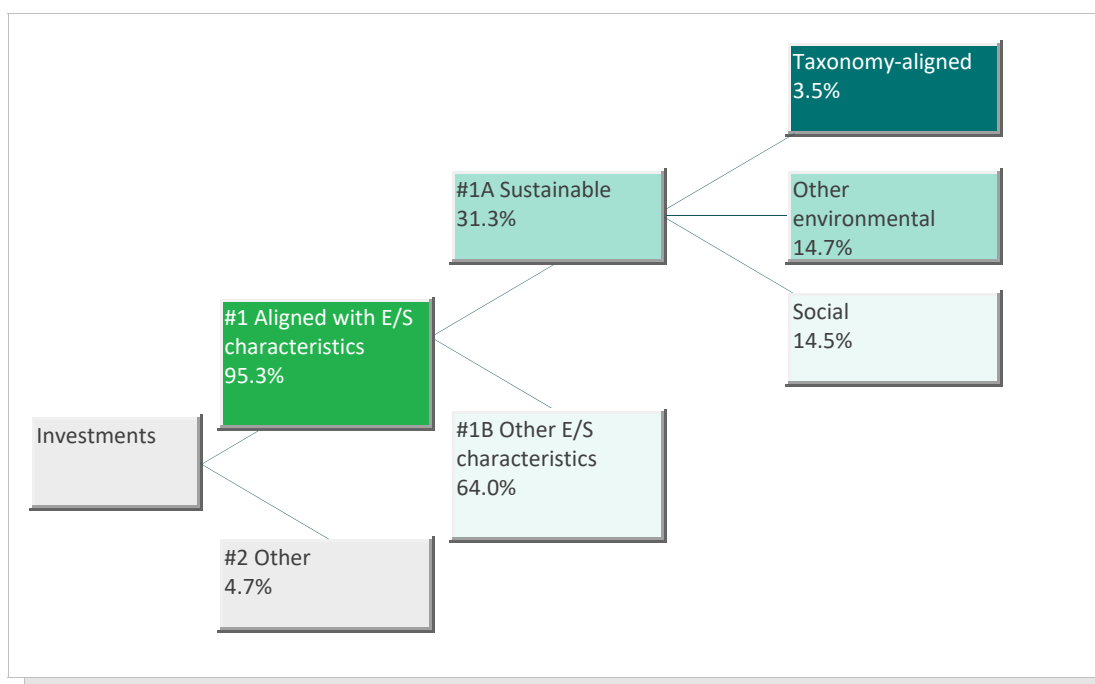 Taxonomy-aligned
3.5%
#1A Sustainable
31.3%
Other
environmental
14.7%
Social
14.5%
#1 Aligned with E/S
characteristics
95.3%
#1B Other E/S
characteristics
64.0%
Investments
#2 Other
4.7%